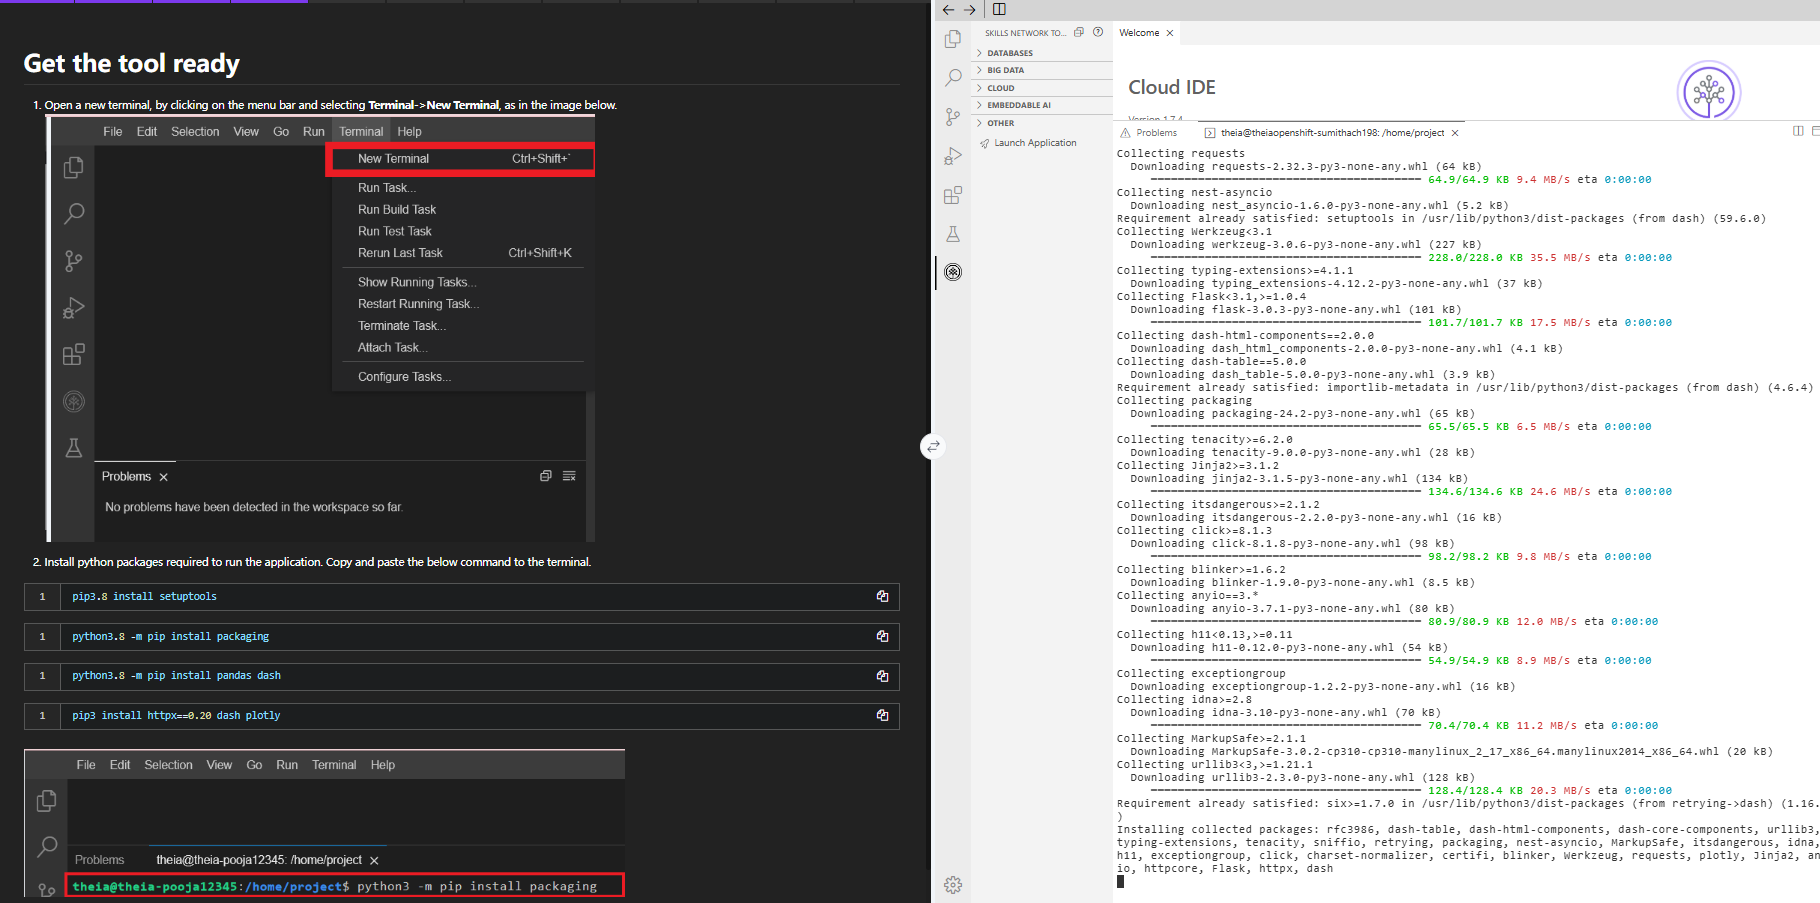 Get the tool ready
1. Open a new terminal, by clicking on the menu bar and selecting Terminal->New Terminal, as in the image below.
File Edit Selection View Go Run Terminal Help
New Terminal Ctrl+Shift+`
Run Task...
Run Build Task
Run Test Task
Rerun Last Task Ctrl+Shift+K
Show Running Tasks...
Restart Running Task...
Terminate Task...
Attach Task...
Configure Tasks...
Problems
No problems have been detected in the workspace so far.
2. Install python packages required to run the application. Copy and paste the below command to the terminal.
1 pip3.8 install setuptools
1 python3.8 -m pip install packaging
1 python3.8 -m pip install pandas dash
1 pip3 install httpx==0.20 dash plotly
File Edit Selection View Go Run Terminal Help
Problems theia@theia-pooja12345: /home/project
theia@theia-pooja12345:/home/project$ python3 -m pip install packaging
SKILLS NETWORK TO...
DATABASES
BIG DATA
CLOUD
EMBEDDABLE AI
OTHER
Launch Application
Welcome
Cloud IDE
Version 1.7.4
Problems theia@theiaopenshift-sumithach198: /home/project
Collecting requests
Downloading requests-2.32.3-py3-none-any.whl (64 kB)
64.9/64.9 KB 9.4 MB/s eta 0:00:00
Collecting nest-asyncio
Downloading nest_asyncio-1.6.0-py3-none-any.whl (5.2 kB)
Requirement already satisfied: setuptools in /usr/lib/python3/dist-packages (from dash) (59.6.0)
Collecting Werkzeug<3.1
Downloading werkzeug-3.0.6-py3-none-any.whl (227 kB)
228.0/228.0 KB 35.5 MB/s eta 0:00:00
Collecting typing-extensions>=4.1.1
Downloading typing_extensions-4.12.2-py3-none-any.whl (37 kB)
Collecting Flask<3.1,>=1.0.4
Downloading flask-3.0.3-py3-none-any.whl (101 kB)
101.7/101.7 KB 17.5 MB/s eta 0:00:00
Collecting dash-html-components==2.0.0
Downloading dash_html_components-2.0.0-py3-none-any.whl (4.1 kB)
Collecting dash-table==5.0.0
Downloading dash_table-5.0.0-py3-none-any.whl (3.9 kB)
Requirement already satisfied: importlib-metadata in /usr/lib/python3/dist-packages (from dash) (4.6.4)
Collecting packaging
Downloading packaging-24.2-py3-none-any.whl (65 kB)
65.5/65.5 KB 6.5 MB/s eta 0:00:00
Collecting tenacity>=6.2.0
Downloading tenacity-9.0.0-py3-none-any.whl (28 kB)
Collecting Jinja2>=3.1.2
Downloading jinja2-3.1.5-py3-none-any.whl (134 kB)
134.6/134.6 KB 24.6 MB/s eta 0:00:00
Collecting itsdangerous>=2.1.2
Downloading itsdangerous-2.2.0-py3-none-any.whl (16 kB)
Collecting click>=8.1.3
Downloading click-8.1.8-py3-none-any.whl (98 kB)
98.2/98.2 KB 9.8 MB/s eta 0:00:00
Collecting blinker>=1.6.2
Downloading blinker-1.9.0-py3-none-any.whl (8.5 kB)
Collecting anyio==3.*
Downloading anyio-3.7.1-py3-none-any.whl (80 kB)
80.9/80.9 KB 12.0 MB/s eta 0:00:00
Collecting h11<0.13,>=0.11
Downloading h11-0.12.0-py3-none-any.whl (54 kB)
54.9/54.9 KB 8.9 MB/s eta 0:00:00
Collecting exceptiongroup
Downloading exceptiongroup-1.2.2-py3-none-any.whl (16 kB)
Collecting idna>=2.8
Downloading idna-3.10-py3-none-any.whl (70 kB)
70.4/70.4 KB 11.2 MB/s eta 0:00:00
Collecting MarkupSafe>=2.1.1
Downloading MarkupSafe-3.0.2-cp310-cp310-manylinux_2_17_x86_64.manylinux2014_x86_64.whl (20 kB)
Collecting urllib3<3,>=1.21.1
Downloading urllib3-2.3.0-py3-none-any.whl (128 kB)
128.4/128.4 KB 20.3 MB/s eta 0:00:00
Requirement already satisfied: six>=1.7.0 in /usr/lib/python3/dist-packages (from retrying->dash) (1.16.
)
Installing collected packages: rfc3986, dash-table, dash-html-components, dash-core-components, urllib3,
typing-extensions, tenacity, sniffio, retrying, packaging, nest-asyncio, MarkupSafe, itsdangerous, idna,
h11, exceptiongroup, click, charset-normalizer, certifi, blinker, Werkzeug, requests, plotly, Jinja2, an
io, httpcore, Flask, httpx, dash